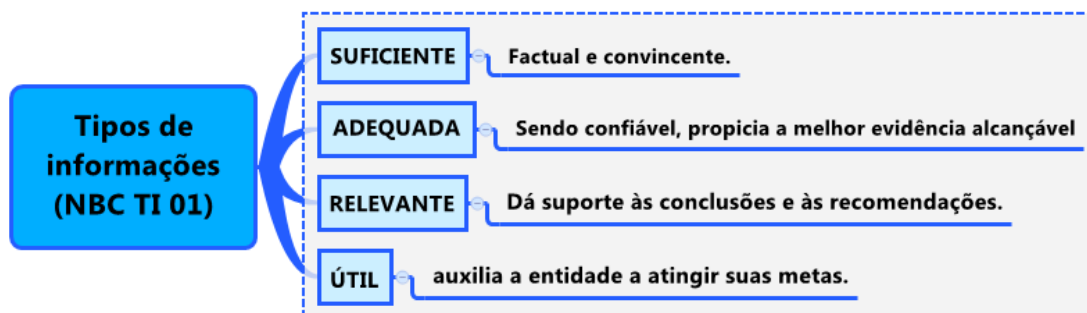 Tipos de
informações
(NBC TI 01)
SUFICIENTE
Factual e convincente.
ADEQUADA
Sendo confiável, propicia a melhor evidência alcançável
RELEVANTE
Dá suporte às conclusões e às recomendações.
ÚTIL
auxilia a entidade a atingir suas metas.